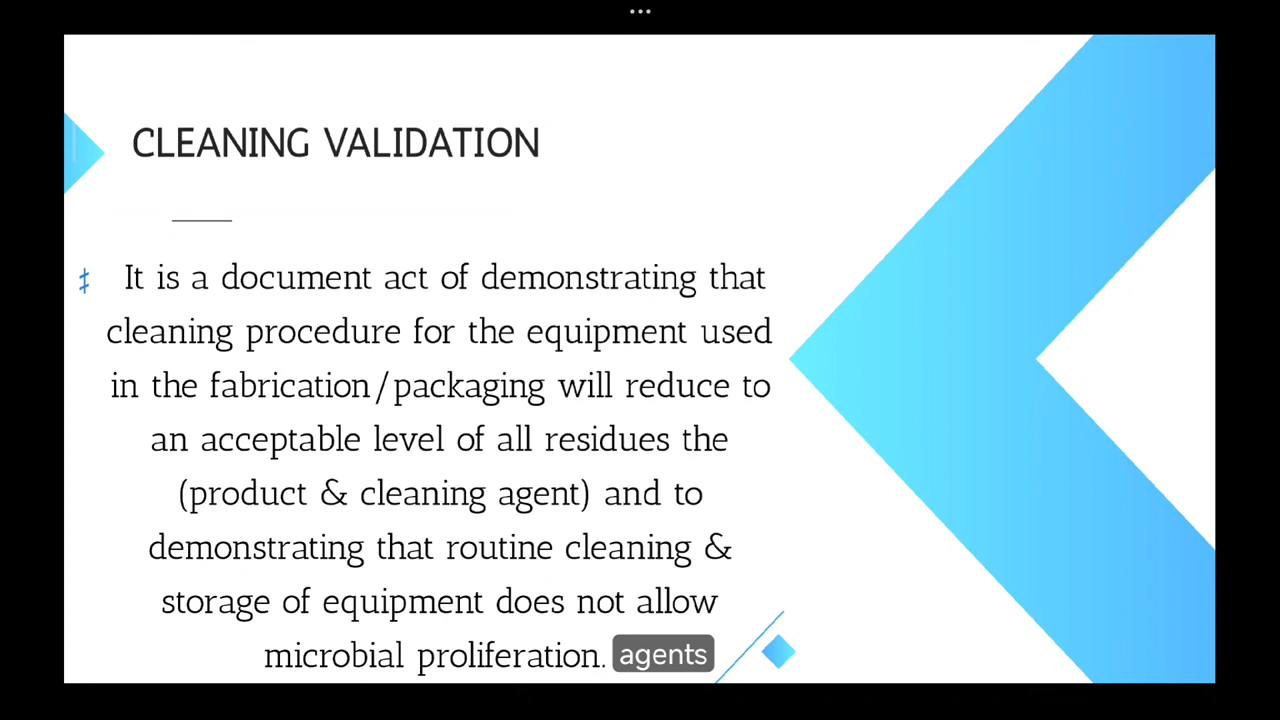 CLEANING VALIDATION
It is a document act of demonstrating that
cleaning procedure for the equipment used
in the fabrication/packaging will reduce to
an acceptable level of all residues the
(product & cleaning agent) and to
demonstrating that routine cleaning &
storage of equipment does not allow
microbial proliferation.
agents